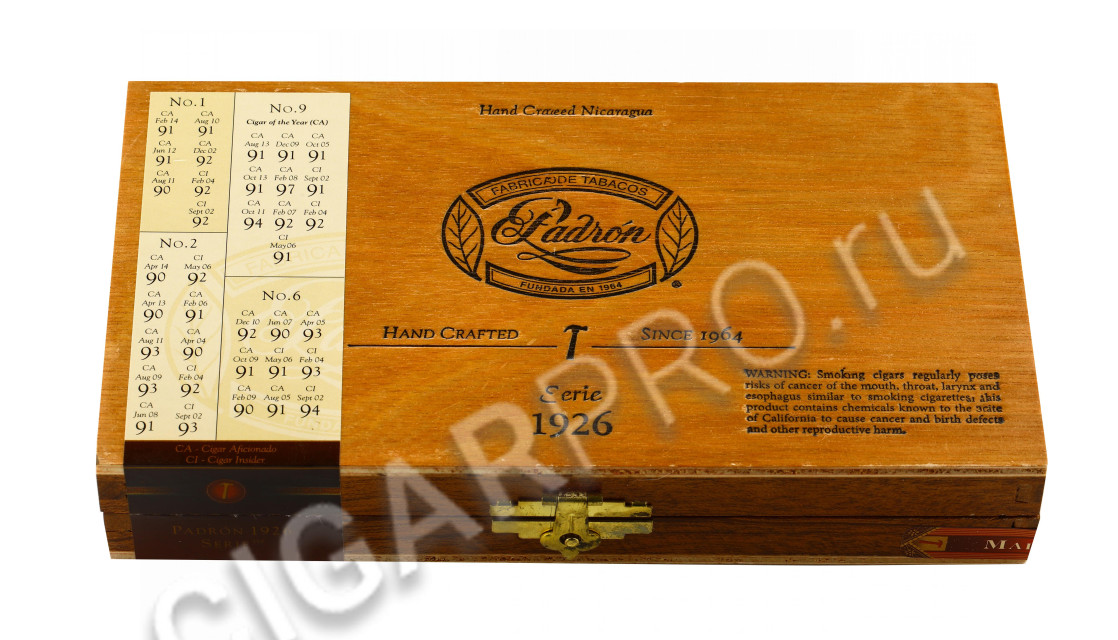 No.1
CA CA
Feb 14 Aug 10
91 91
CA CA
Jun 12 Dec 02
91 92
CA CI
Aug 11 Feb 04
90 92
CI
Sept 02
92
No.2
CA CI
Apr 14 May 06
90 92
CA CA
Apr 13 Feb 06
90 91
CA CA
Aug 11 Apr 04
93 90
CA CI
Aug 09 Feb 04
93 92
CA CI
Jun 08 Sept 02
91 93
No.9
Cigar of the Year (CA)
CA CA CA
Aug 13 Dec 09 Oct 05
91 91 91
CA CA CI
Oct 13 Feb 08 Sept 02
91 97 91
CA CA CI
Oct 11 Feb 07 Feb 04
94 92 92
CI
May 06
91
No.6
CA CA CA
Dec 10 Jun 07 Apr 05
92 90 93
CA CI CI
Oct 09 May 06 Feb 04
91 91 93
CA CA CI
Feb 09 Aug 05 Sept 02
90 91 94
CA - Cigar Aficionado
CI - Cigar Insider
PADRÓN 192
SERIE
Hand Nicaragua
FABRICA DE TABACOS
Padrón
FUNDADA EN 1964
®
HAND CRAFTED T SINCE 1964
Serie
1926
WARNING: Smoking cigars regularly poses
risks of cancer of the mouth, throat, larynx and
esophagus similar to smoking cigarettes; this
product contains chemicals known to the state
of California to cause cancer and birth defects
and other reproductive harm.
MA
CIGARPRO.ru